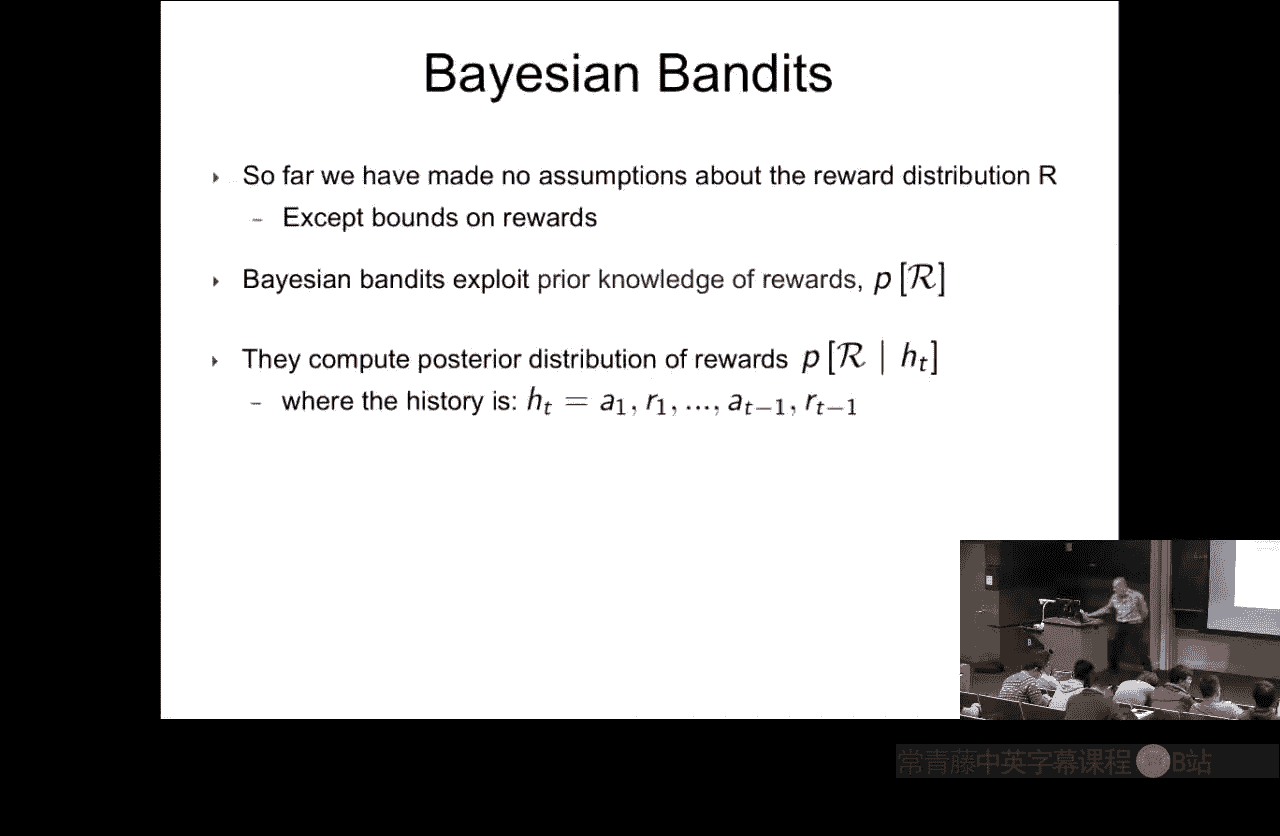 Bayesian Bandits
So far we have made no assumptions about the reward distribution R
– Except bounds on rewards
Bayesian bandits exploit prior knowledge of rewards, p[ℛ]
They compute posterior distribution of rewards p[ℛ | hₜ]
– where the history is: hₜ = a₁, r₁, ..., aₜ₋₁, rₜ₋₁
常青藤中英字幕课程 B站